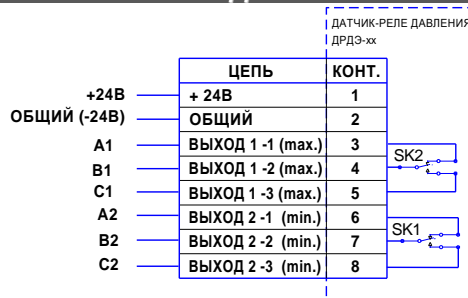 ДАТЧИК-РЕЛЕ ДАВЛЕНИЯ
ДРДЭ-xx
ЦЕПЬ КОНТ.
+24В + 24В 1
ОБЩИЙ (-24В) ОБЩИЙ 2
A1 ВЫХОД 1 -1 (max.) 3
B1 ВЫХОД 1 -2 (max.) 4 SK2
C1 ВЫХОД 1 -3 (max.) 5
A2 ВЫХОД 2 -1 (min.) 6
B2 ВЫХОД 2 -2 (min.) 7 SK1
C2 ВЫХОД 2 -3 (min.) 8